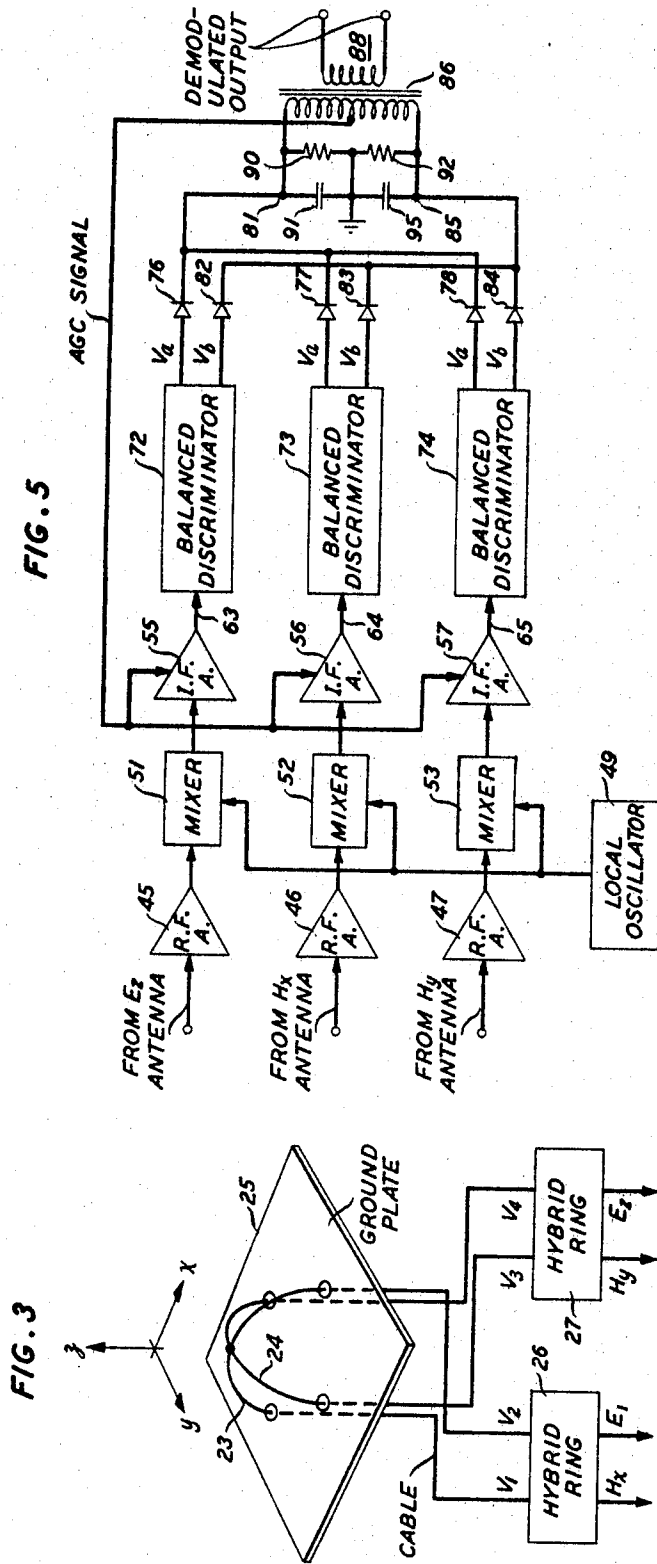 FIG. 3
z
y
x
23
24
25
GROUND
PLATE
CABLE
V1
V2
V3
V4
26
HYBRID
RING
27
HYBRID
RING
Hx
E1
Hy
E2
FIG. 5
AGC SIGNAL
FROM Ez
ANTENNA
45
R.F.
A.
51
MIXER
55
I.F.
A.
63
72
BALANCED
DISCRIMINATOR
Va
76
Vb
82
FROM Hx
ANTENNA
46
R.F.
A.
52
MIXER
56
I.F.
A.
64
73
BALANCED
DISCRIMINATOR
Va
77
Vb
83
FROM Hy
ANTENNA
47
R.F.
A.
53
MIXER
57
I.F.
A.
65
74
BALANCED
DISCRIMINATOR
Va
78
Vb
84
49
LOCAL
OSCILLATOR
81
91
90
95
92
85
86
88
DEMOD-
ULATED
OUTPUT